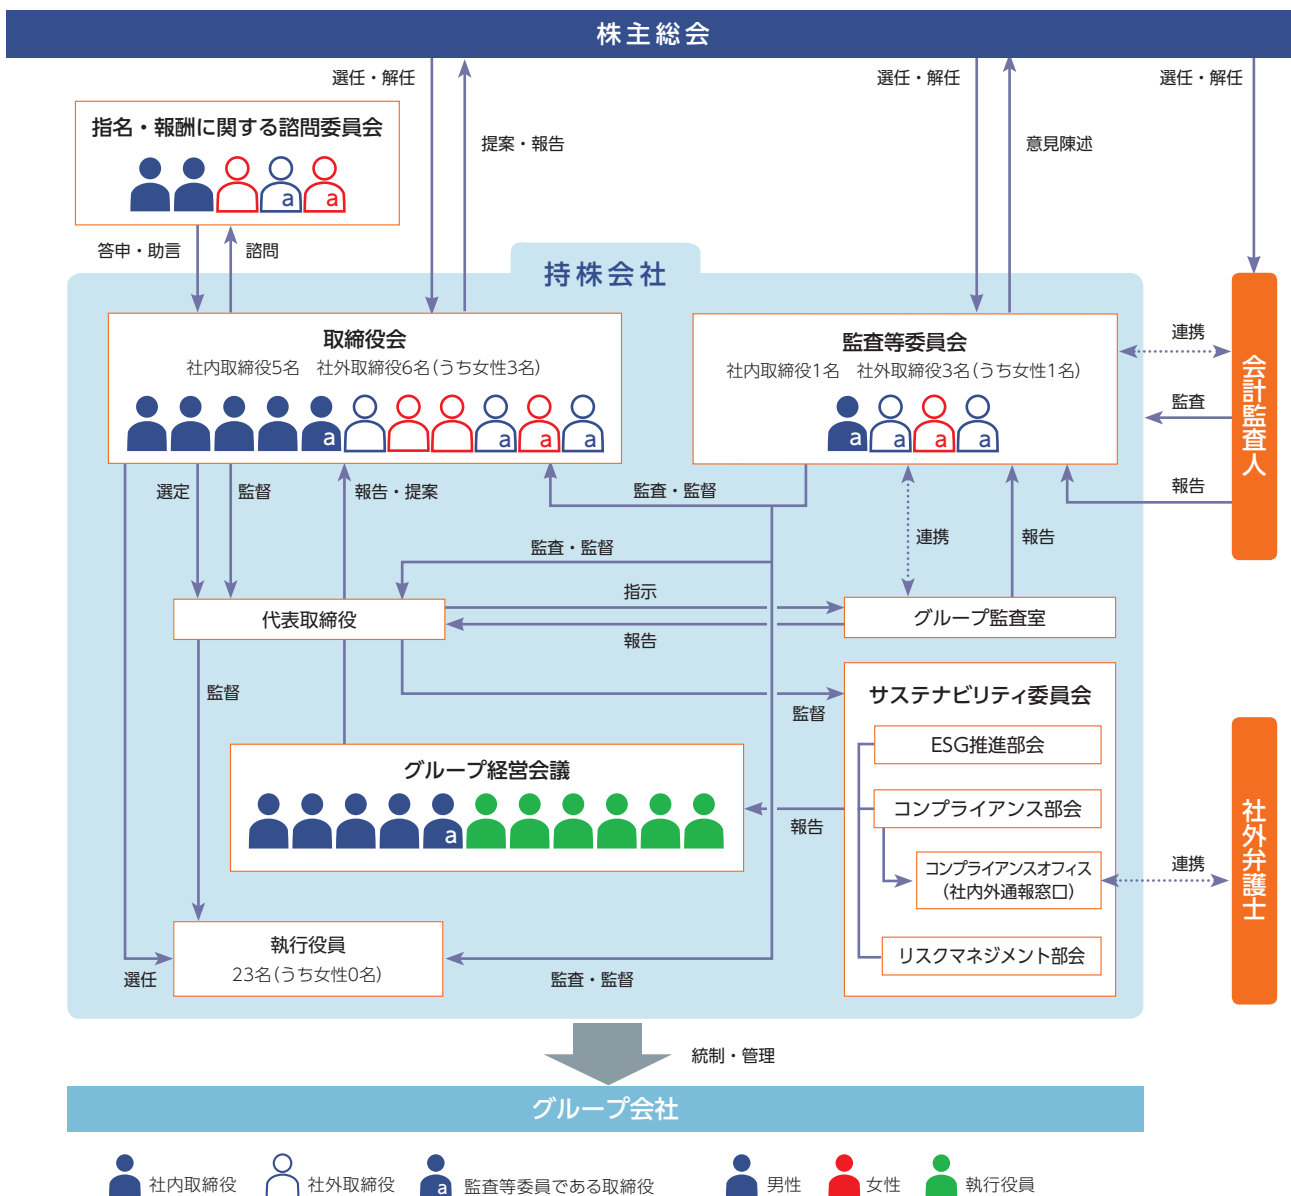 株主総会
選任・解任
選任・解任
選任・解任
指名・報酬に関する諮問委員会
a
a
提案・報告
意見陳述
答申・助言
諮問
持株会社
取締役会
社内取締役5名 社外取締役6名(うち女性3名)
a
a
a
a
監査等委員会
社内取締役1名 社外取締役3名(うち女性1名)
a
a
a
a
連携
監査
報告
会計監査人
選定
監督
報告・提案
監査・監督
監査・監督
連携
報告
代表取締役
指示
報告
グループ監査室
監督
監督
サステナビリティ委員会
ESG推進部会
コンプライアンス部会
コンプライアンスオフィス
(社内外通報窓口)
リスクマネジメント部会
連携
社外弁護士
グループ経営会議
a
報告
執行役員
23名(うち女性0名)
選任
監査・監督
統制・管理
グループ会社
社内取締役
社外取締役
a
監査等委員である取締役
男性
女性
執行役員